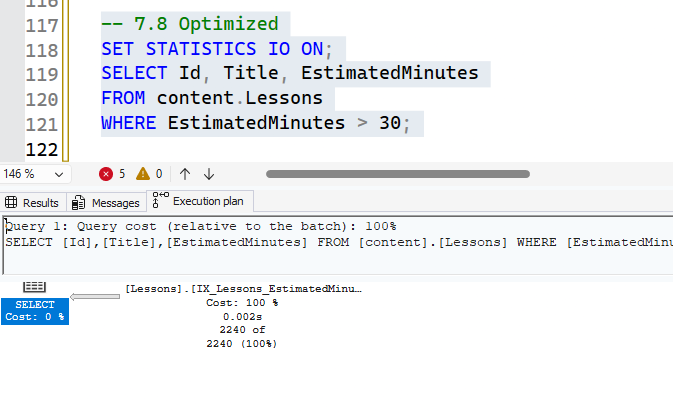 116
117 -- 7.8 Optimized
118 SET STATISTICS IO ON;
119 SELECT Id, Title, EstimatedMinutes
120 FROM content.Lessons
121 WHERE EstimatedMinutes > 30;
122
146 % 5 0
Results Messages Execution plan
Query 1: Query cost (relative to the batch): 100%
SELECT [Id],[Title],[EstimatedMinutes] FROM [content].[Lessons] WHERE [EstimatedMinu
[Lessons].[IX_Lessons_EstimatedMinu…
SELECT
Cost: 0 %
Cost: 100 %
0.002s
2240 of
2240 (100%)